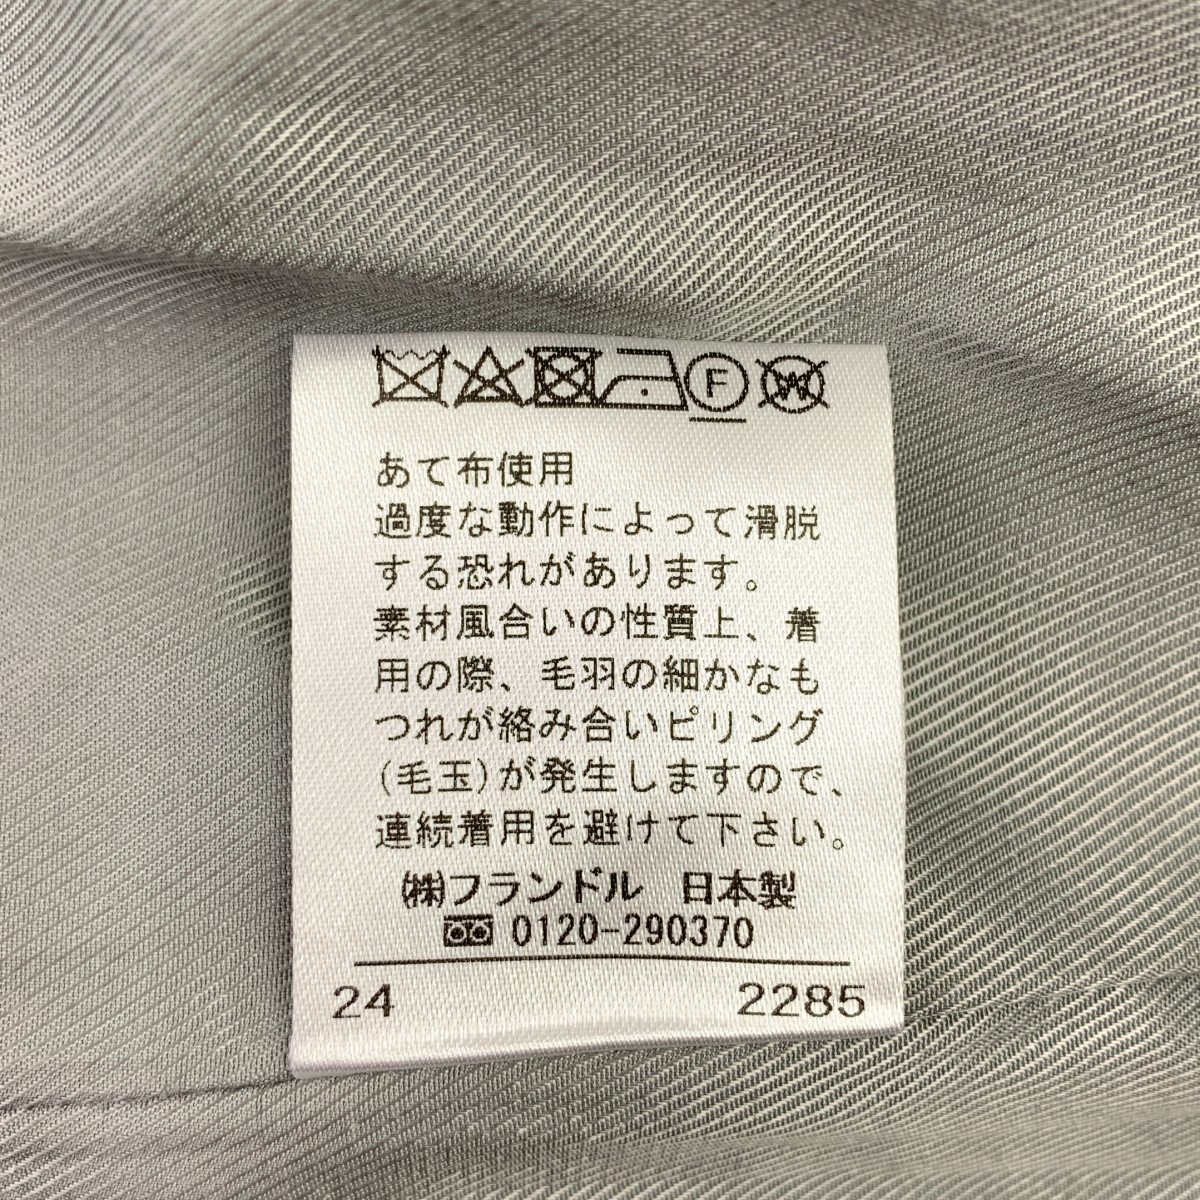 F W
あて布使用
過度な動作によって滑脱
する恐れがあります。
素材風合いの性質上、着
用の際、毛羽の細かなも
つれが絡み合いピリング
(毛玉)が発生しますので、
連続着用を避けて下さい。
㈱フランドル 日本製
0120-290370
24 2285